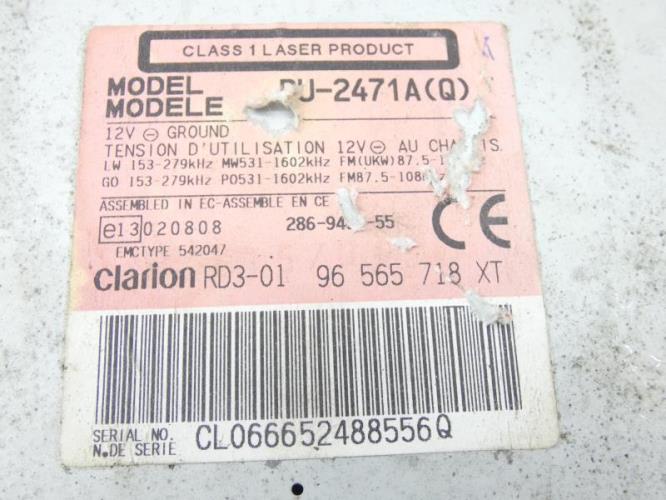 CLASS 1 LASER PRODUCT
MODEL
MODELE PU-2471A(Q)
12V ⊖ GROUND
TENSION D'UTILISATION 12V ⊖ AU
LW 153-279kHz MW531-1602kHz FM(UKW)87.5-
GO 153-279kHz PO531-1602kHz FM87.5-108
ASSEMBLED IN EC-ASSEMBLE EN CE
e13 020808 CE
EMCTYPE 542047
clarion RD3-01 96 565 718 XT
SERIAL NO.
N.DE SERIE CL066652488556Q